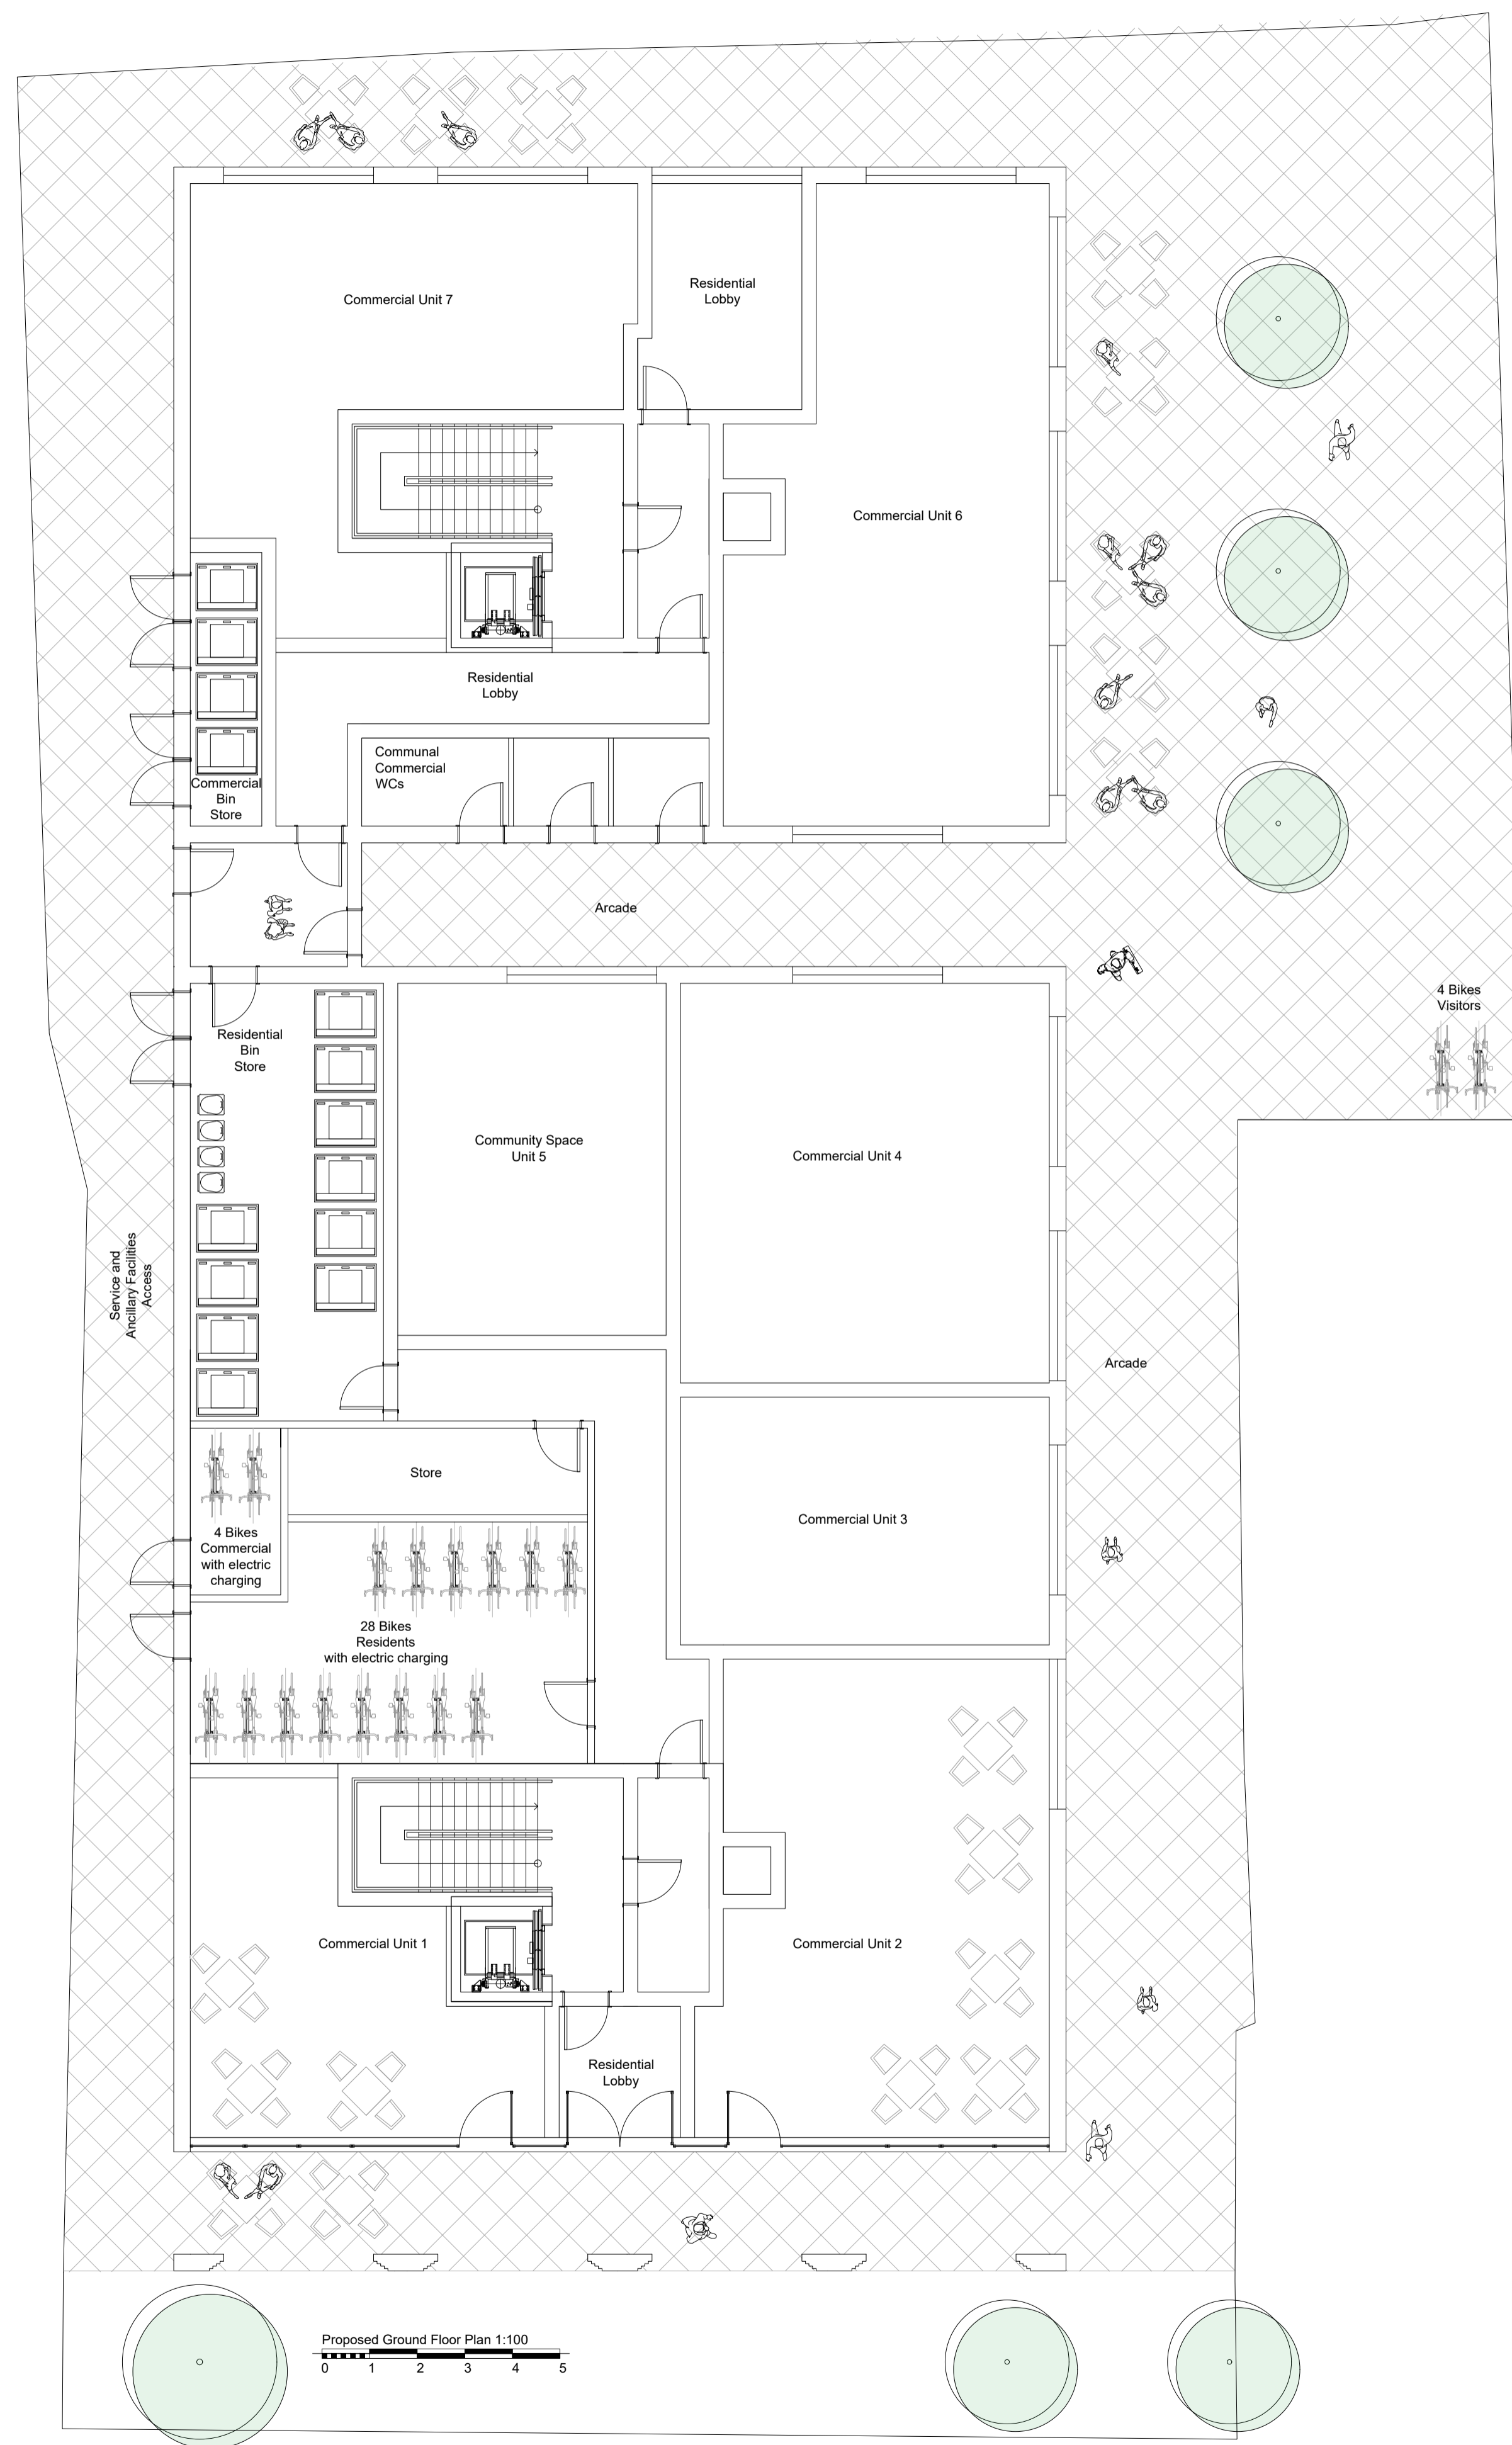 Commercial Unit 7
Residential
Lobby
Commercial Unit 6
Residential
Lobby
Communal
Commercial
WCs
Commercial
Bin
Store
Arcade
4 Bikes
Visitors
Residential
Bin
Store
Community Space
Unit 5
Commercial Unit 4
Service and
Ancillary Facilities
Access
Arcade
Store
4 Bikes
Commercial
with electric
charging
Commercial Unit 3
28 Bikes
Residents
with electric charging
Commercial Unit 1
Commercial Unit 2
Residential
Lobby
Proposed Ground Floor Plan 1:100
0 1 2 3 4 5